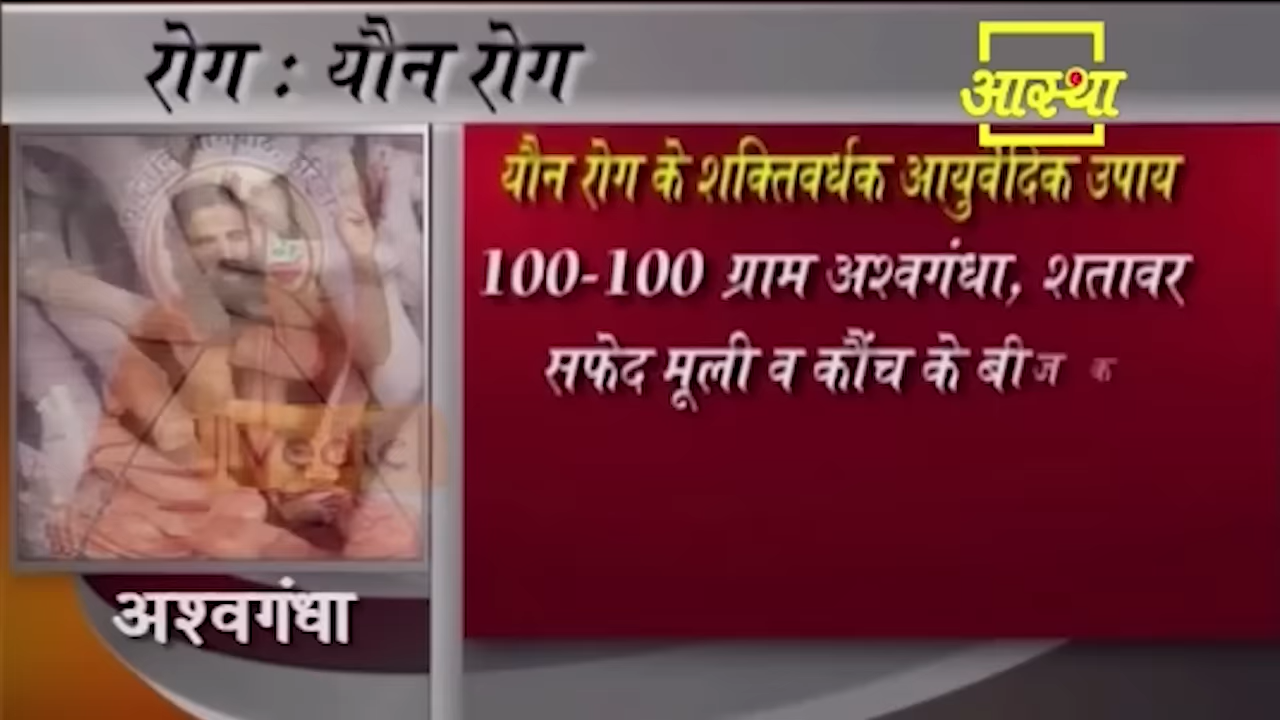 रोग : यौन रोग
आस्था
यौन रोग के शक्तिवर्धक आयुर्वेदिक उपाय
100-100 ग्राम अश्वगंधा, शतावर
सफेद मूली व कौंच के बीज क
अश्वगंधा